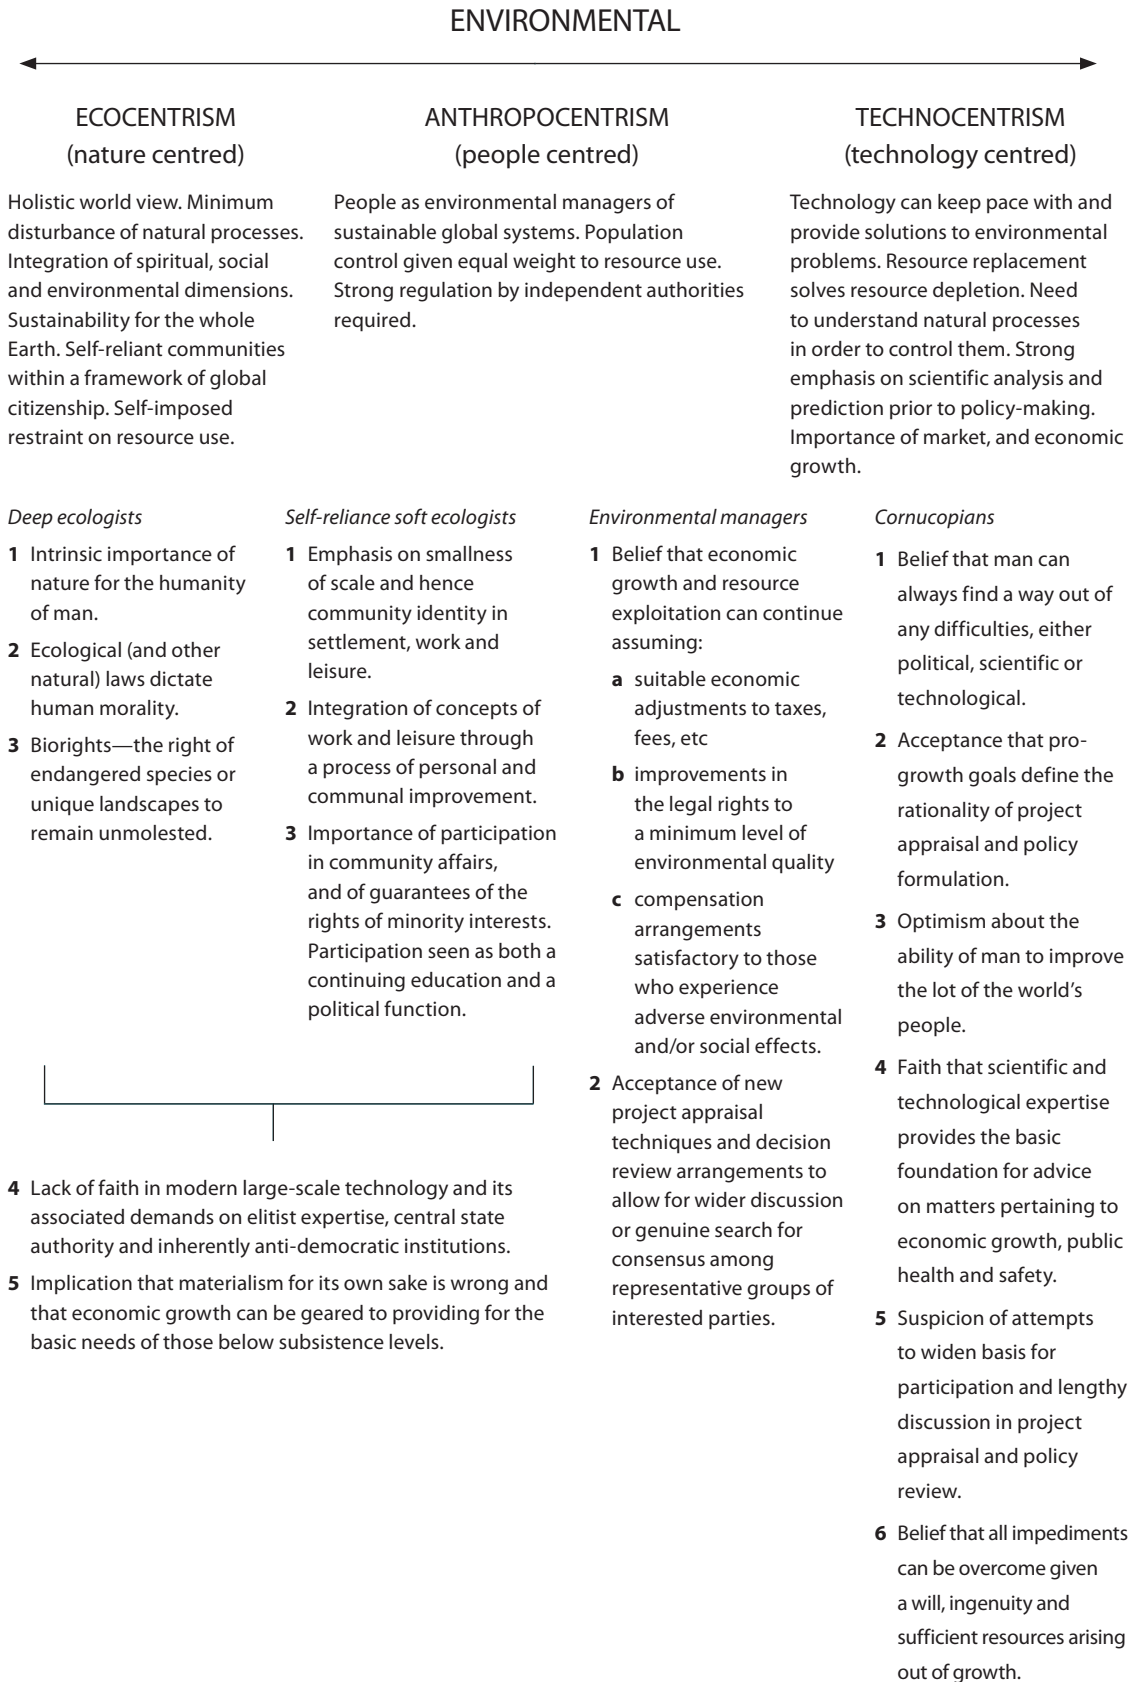 ENVIRONMENTAL
ECOCENTRISM
(nature centred)
Holistic world view. Minimum
disturbance of natural processes.
Integration of spiritual, social
and environmental dimensions.
Sustainability for the whole
Earth. Self-reliant communities
within a framework of global
citizenship. Self-imposed
restraint on resource use.
ANTHROPOCENTRISM
(people centred)
People as environmental managers of
sustainable global systems. Population
control given equal weight to resource use.
Strong regulation by independent authorities
required.
TECHNOCENTRISM
(technology centred)
Technology can keep pace with and
provide solutions to environmental
problems. Resource replacement
solves resource depletion. Need
to understand natural processes
in order to control them. Strong
emphasis on scientific analysis and
prediction prior to policy-making.
Importance of market, and economic
growth.
Deep ecologists
1 Intrinsic importance of
nature for the humanity
of man.
2 Ecological (and other
natural) laws dictate
human morality.
3 Biorights—the right of
endangered species or
unique landscapes to
remain unmolested.
Self-reliance soft ecologists
1 Emphasis on smallness
of scale and hence
community identity in
settlement, work and
leisure.
2 Integration of concepts of
work and leisure through
a process of personal and
communal improvement.
3 Importance of participation
in community affairs,
and of guarantees of the
rights of minority interests.
Participation seen as both a
continuing education and a
political function.
4 Lack of faith in modern large-scale technology and its
associated demands on elitist expertise, central state
authority and inherently anti-democratic institutions.
5 Implication that materialism for its own sake is wrong and
that economic growth can be geared to providing for the
basic needs of those below subsistence levels.
Environmental managers
1 Belief that economic
growth and resource
exploitation can continue
assuming:
a suitable economic
adjustments to taxes,
fees, etc
b improvements in
the legal rights to
a minimum level of
environmental quality
c compensation
arrangements
satisfactory to those
who experience
adverse environmental
and/or social effects.
2 Acceptance of new
project appraisal
techniques and decision
review arrangements to
allow for wider discussion
or genuine search for
consensus among
representative groups of
interested parties.
Cornucopians
1 Belief that man can
always find a way out of
any difficulties, either
political, scientific or
technological.
2 Acceptance that pro-
growth goals define the
rationality of project
appraisal and policy
formulation.
3 Optimism about the
ability of man to improve
the lot of the world's
people.
4 Faith that scientific and
technological expertise
provides the basic
foundation for advice
on matters pertaining to
economic growth, public
health and safety.
5 Suspicion of attempts
to widen basis for
participation and lengthy
discussion in project
appraisal and policy
review.
6 Belief that all impediments
can be overcome given
a will, ingenuity and
sufficient resources arising
out of growth.